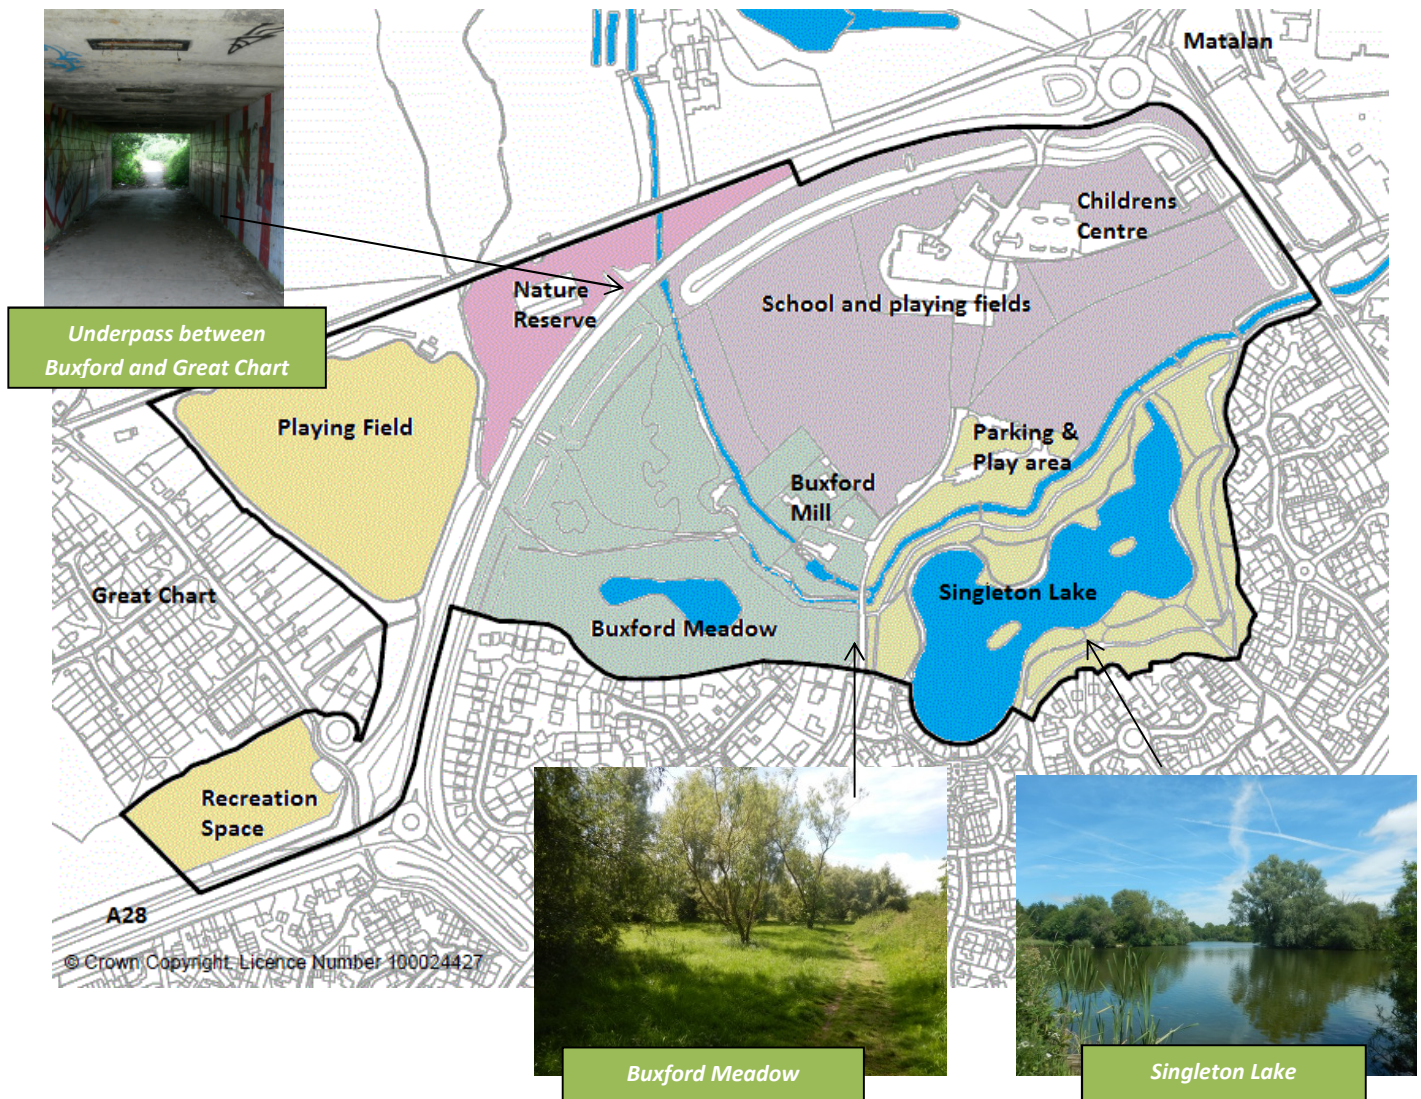 Matalan
Childrens
Centre
Nature
Reserve
School and playing fields
Underpass between
Buxford and Great Chart
Playing Field
Parking &
Play area
Buxford
Mill
Great Chart
Singleton Lake
Buxford Meadow
Recreation
Space
A28
© Crown Copyright. Licence Number 100024427
Buxford Meadow
Singleton Lake